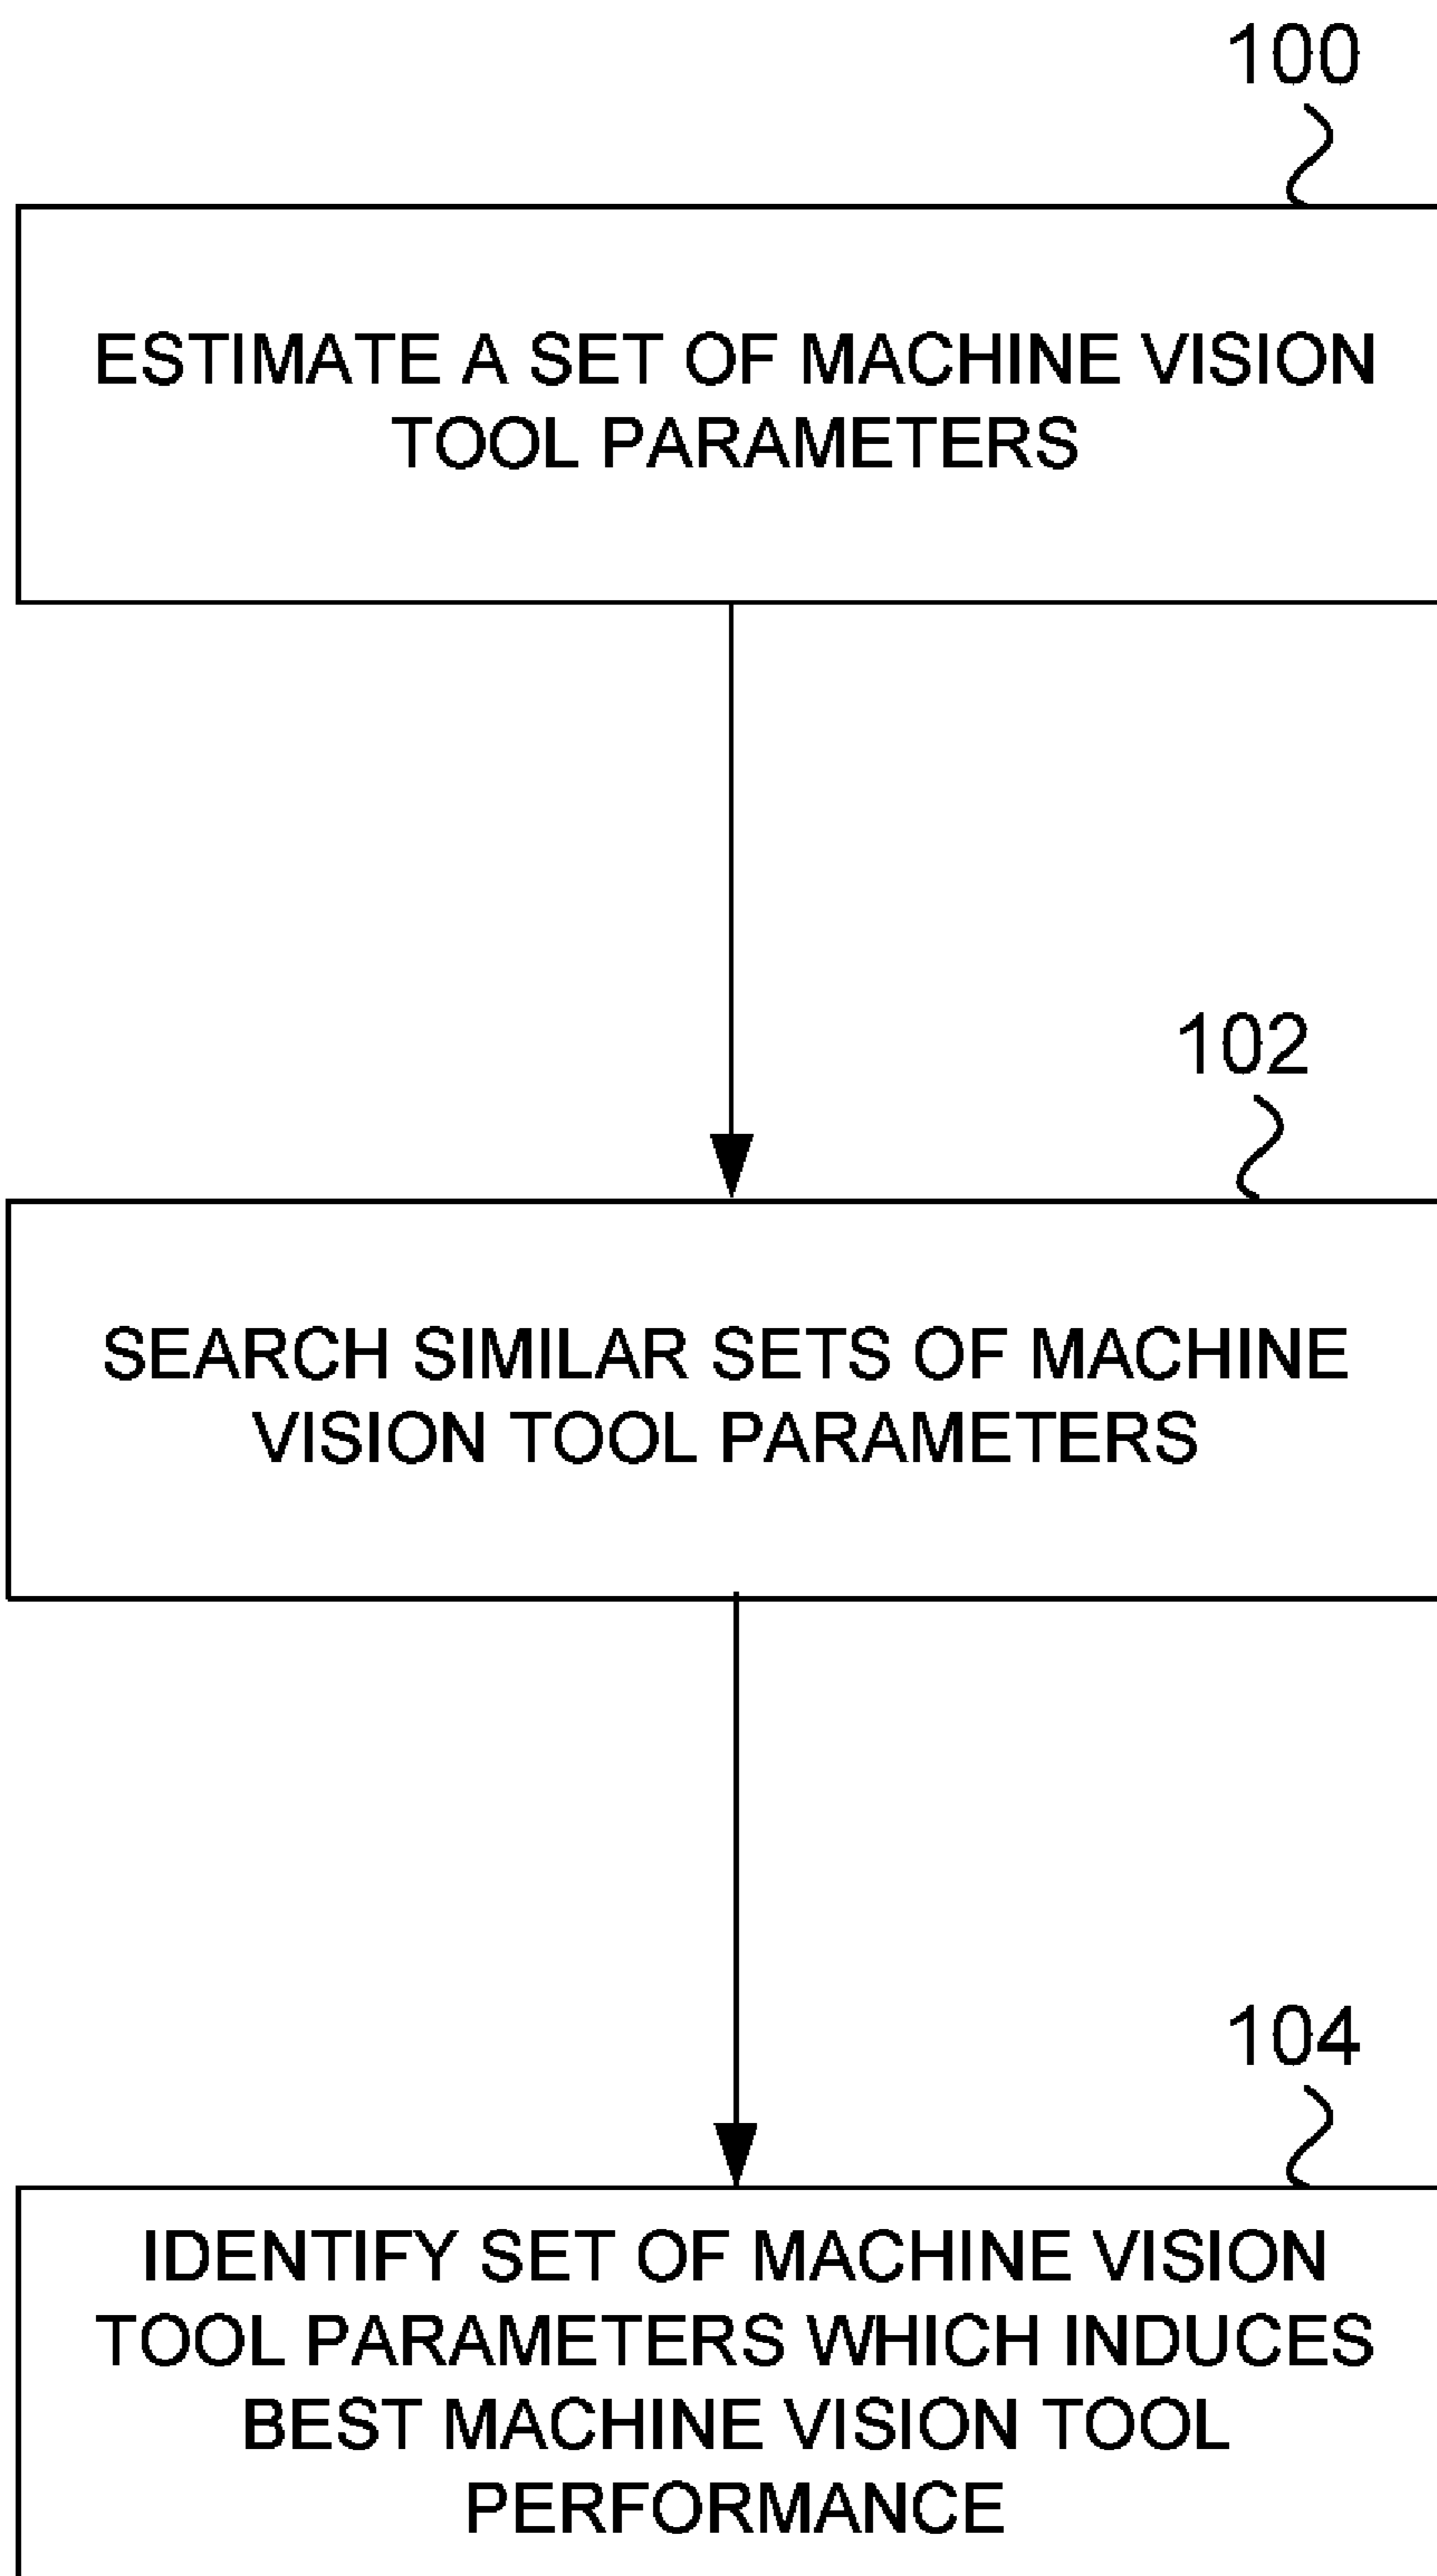 100
ESTIMATE A SET OF MACHINE VISION
TOOL PARAMETERS
102
SEARCH SIMILAR SETS OF MACHINE
VISION TOOL PARAMETERS
104
IDENTIFY SET OF MACHINE VISION
TOOL PARAMETERS WHICH INDUCES
BEST MACHINE VISION TOOL
PERFORMANCE